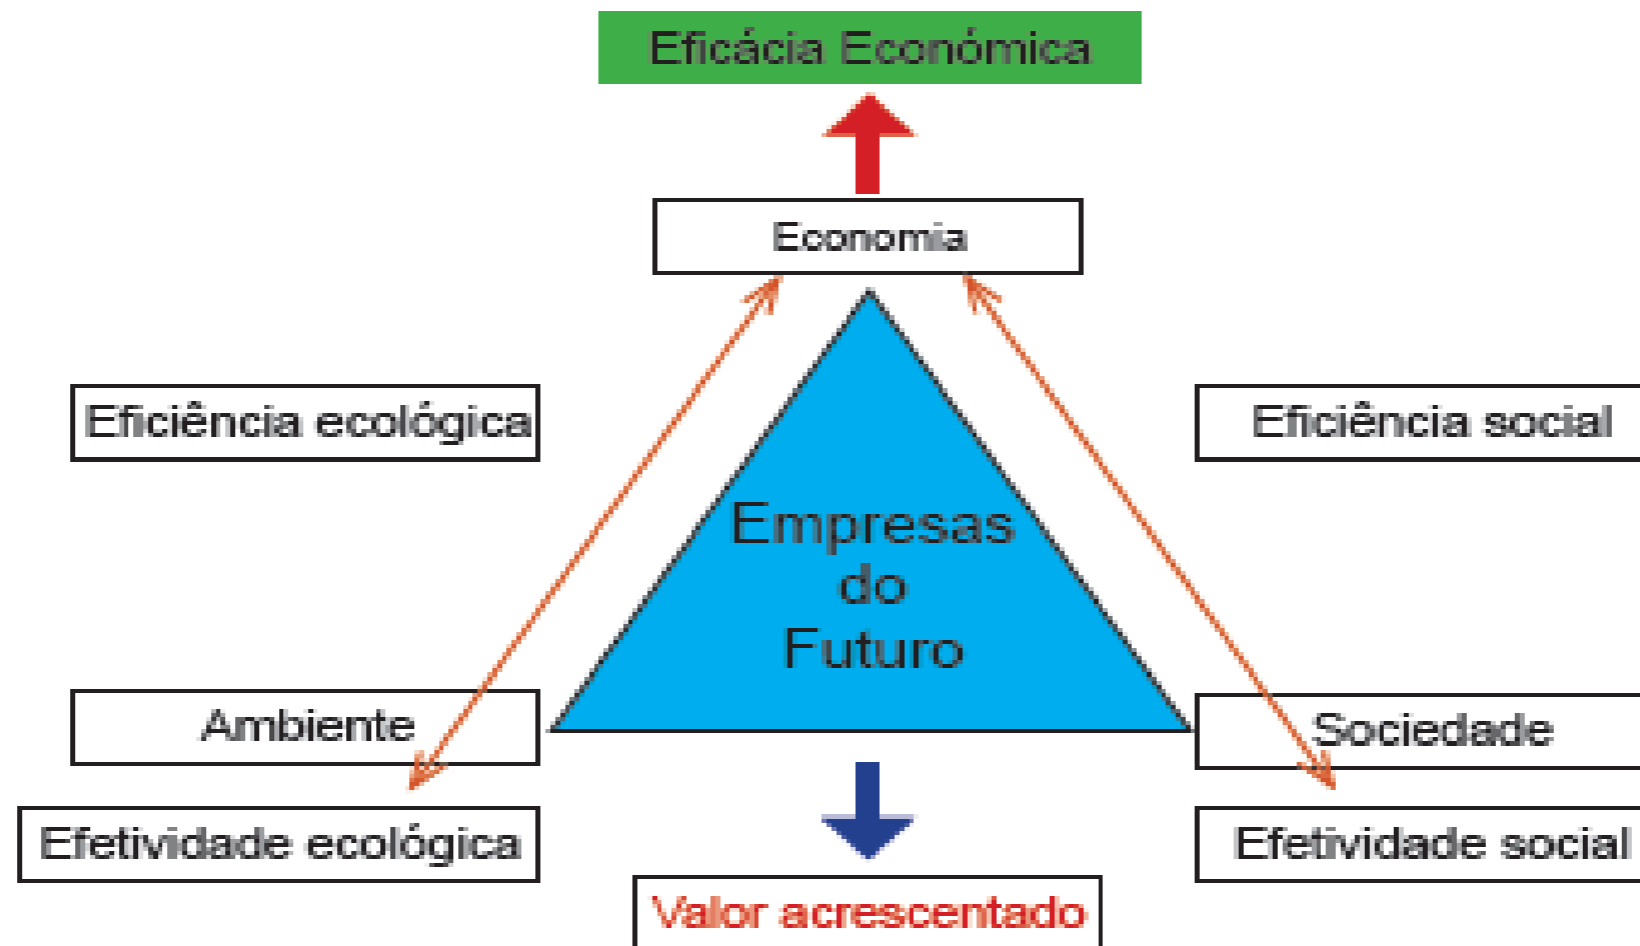 Eficácia Económica
Economia
Eficiência ecológica
Eficiência social
Empresas
do
Futuro
Ambiente
Sociedade
Efetividade ecológica
Efetividade social
Valor acrescentado